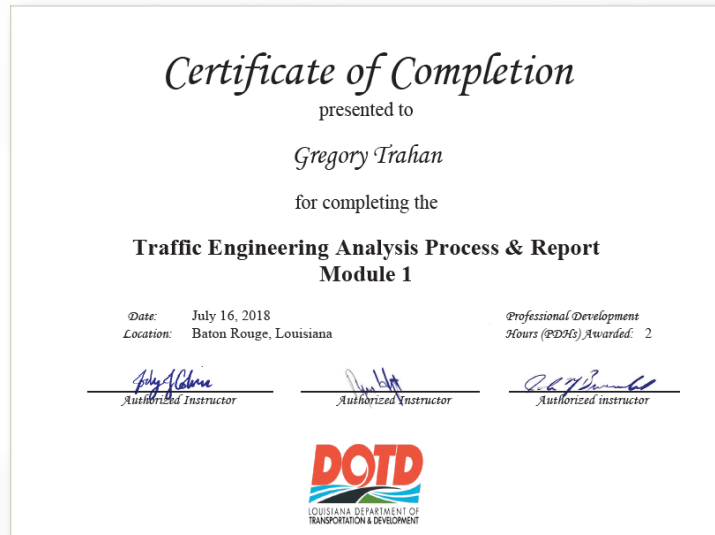 Certificate of Completion
presented to
Gregory Trahan
for completing the
Traffic Engineering Analysis Process & Report
Module 1
Date: July 16, 2018
Location: Baton Rouge, Louisiana
Professional Development
Hours (PDHs) Awarded: 2
Authorized Instructor
Authorized Instructor
Authorized instructor
DOTD
LOUISIANA DEPARTMENT OF
TRANSPORTATION & DEVELOPMENT